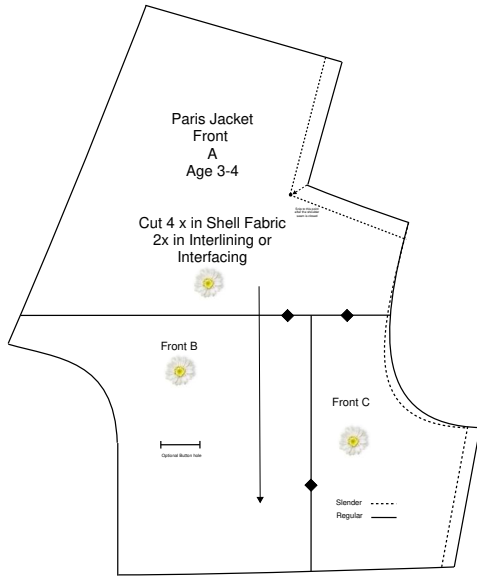 Paris Jacket
Front
A
Age 3-4
Cut 4 x in Shell Fabric
2x in Interlining or
Interfacing
Front B
Front C
Optional Button hole
Slender
Regular